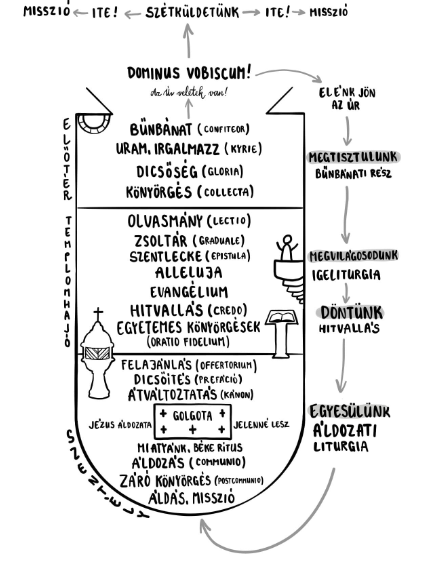 MISSZIÓ ← ITE! ← SZÉTKÜLDETÜNK → ITE! → MISSZIÓ
DOMINUS VOBISCUM!
Az Úr veletek van!
ELÉNK JÖN
AZ ÚR
MEGTISZTULUNK
BŰNBÁNATI RÉSZ
MEGVILÁGOSODUNK
IGELITURGIA
DÖNTÜNK
HITVALLÁS
EGYESÜLÜNK
ÁLDOZATI
LITURGIA
ELŐTÉR
BŰNBÁNAT (CONFITEOR)
URAM, IRGALMAZZ (KYRIE)
DICSŐSÉG (GLORIA)
KÖNYÖRGÉS (COLLECTA)
TEMPLOMHAJÓ
OLVASMÁNY (LECTIO)
ZSOLTÁR (GRADUALE)
SZENTLECKE (EPISTULA)
ALLELUJA
EVANGÉLIUM
HITVALLÁS (CREDO)
EGYETEMES KÖNYÖRGÉSEK
(ORATIO FIDELIUM)
SZENTÉLY
FELAJÁNLÁS (OFFERTORIUM)
DICSŐÍTÉS (PREFÁCIÓ)
ÁTVÁLTOZTATÁS (KÁNON)
JÉZUS ÁLDOZATA
GOLGOTA
JELENNÉ LESZ
MIATYÁNK, BÉKE RÍTUS
ÁLDOZÁS (COMMUNIO)
ZÁRÓ KÖNYÖRGÉS (POSTCOMMUNIO)
ÁLDÁS, MISSZIÓ